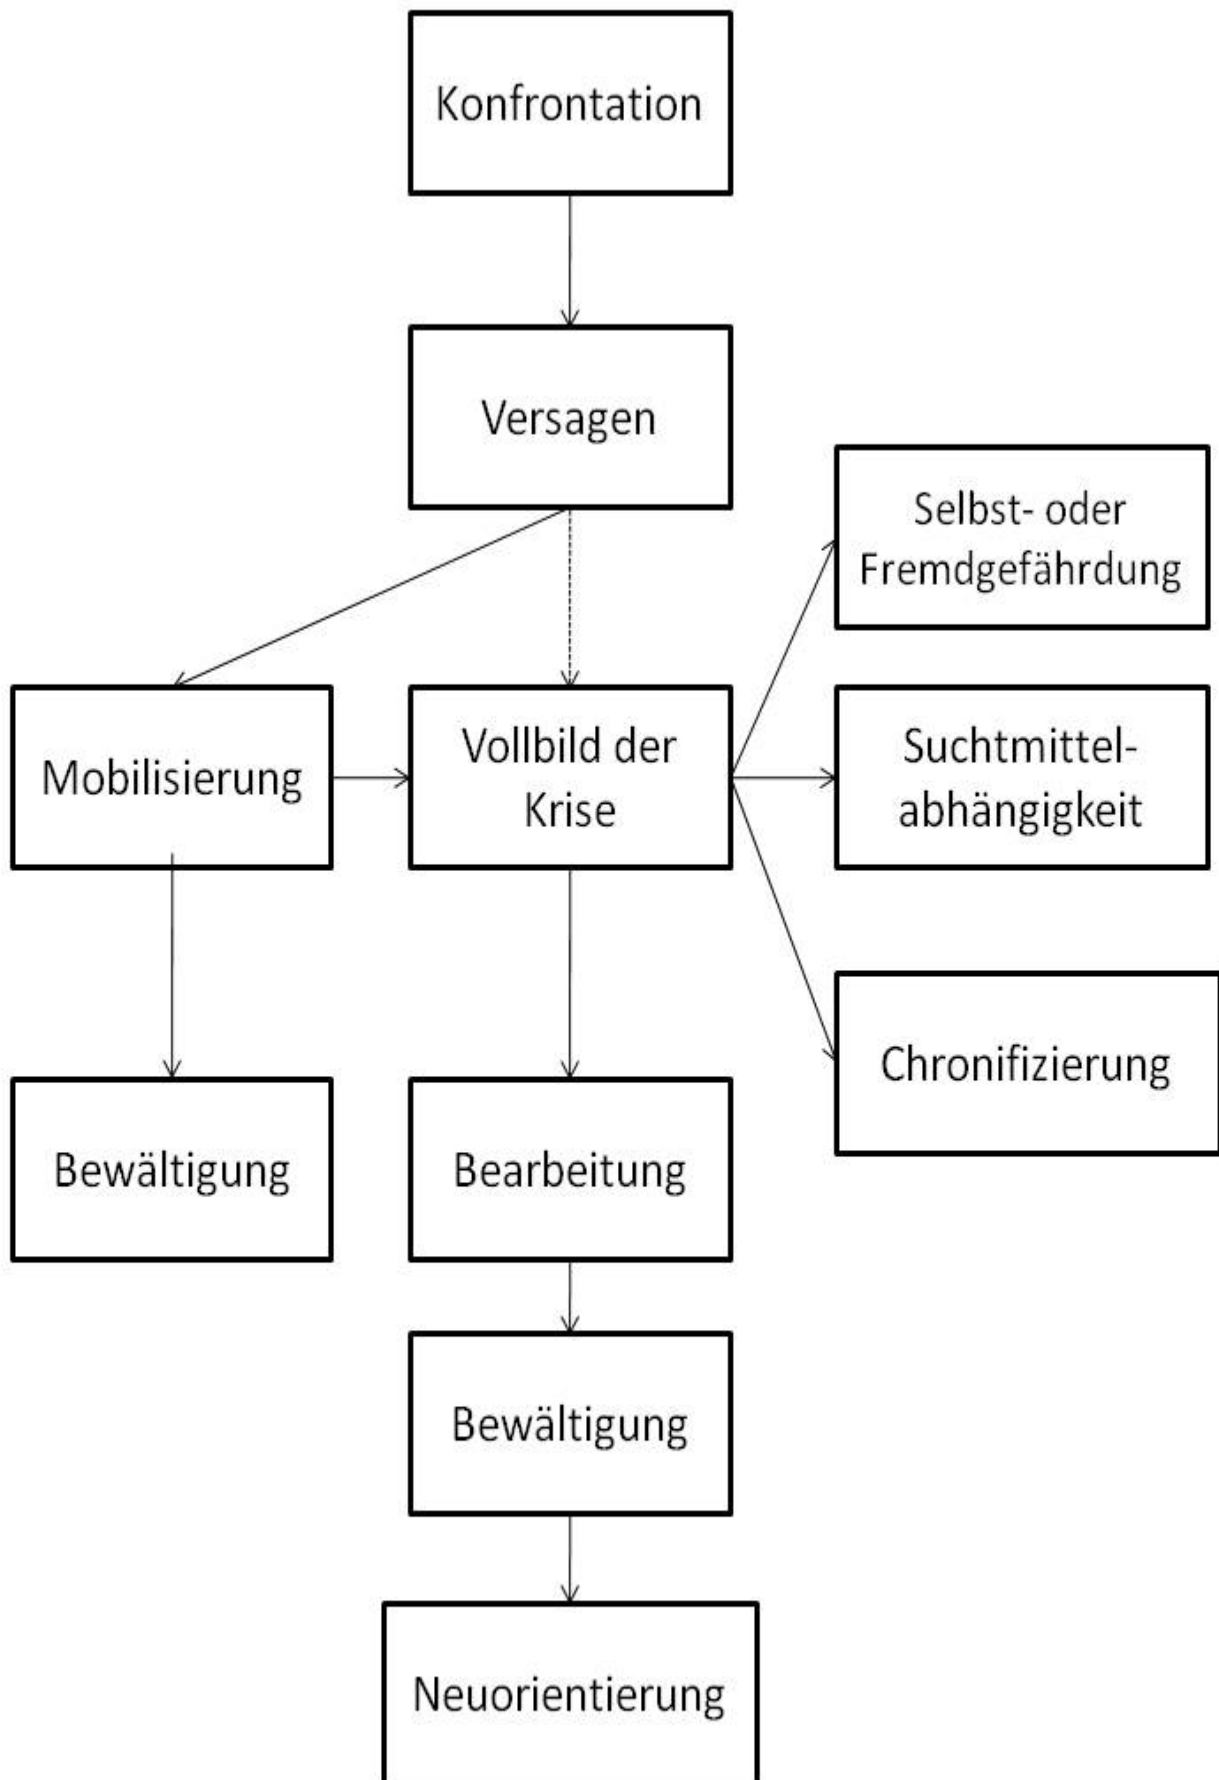 Konfrontation
Versagen
Selbst- oder
Fremdgefährdung
Mobilisierung
Vollbild der
Krise
Suchtmittel-
abhängigkeit
Chronifizierung
Bewältigung
Bearbeitung
Bewältigung
Neuorientierung